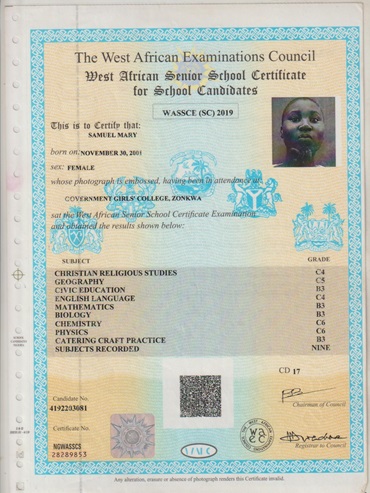 The West African Examinations Council
West African Senior School Certificate
for School Candidates
WASSCE (SC) 2019
This is to Certify that:
SAMUEL MARY
born on: NOVEMBER 30, 2001
sex: FEMALE
whose photograph is embossed, having been in attendance at:
GOVERNMENT GIRLS' COLLEGE, ZONKWA
sat the West African Senior School Certificate Examination
and obtained the results shown below:
SUBJECT GRADE
CHRISTIAN RELIGIOUS STUDIES C4
GEOGRAPHY C5
CIVIC EDUCATION B3
ENGLISH LANGUAGE C4
MATHEMATICS B3
BIOLOGY B3
CHEMISTRY C6
PHYSICS C6
CATERING CRAFT PRACTICE B3
SUBJECTS RECORDED NINE
CD 17
Chairman of Council
Candidate No.
4192203081
Certificate No.
NGWASSCS
28289853
WAEC
Registrar to Council
Any alteration, erasure or absence of photograph renders this Certificate invalid.